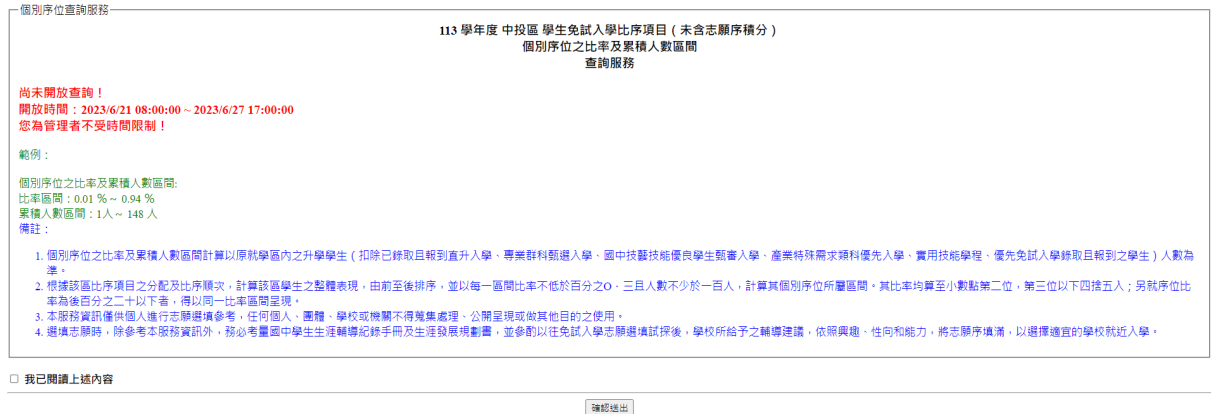 個別序位查詢服務
113 學年度 中投區 學生免試入學比序項目 ( 未含志願序積分 )
個別序位之比率及累積人數區間
查詢服務
尚未開放查詢！
開放時間：2023/6/21 08:00:00 ~ 2023/6/27 17:00:00
您為管理者不受時間限制！
範例：
個別序位之比率及累積人數區間:
比率區間：0.01 % ~ 0.94 %
累積人數區間：1人 ~ 148 人
備註：
1. 個別序位之比率及累積人數區間計算以原就學區內之升學學生 ( 扣除已錄取且報到直升入學、專業群科甄選入學、國中技藝技能優良學生甄審入學、產業特殊需求類科優先入學、實用技能學程、優先免試入學錄取且報到之學生 ) 人數為
準。
2. 根據該區比序項目之分配及比序順次，計算該區學生之整體表現，由前至後排序，並以每一區間比率不低於百分之O．三且人數不少於一百人，計算其個別序位所屬區間。其比率均算至小數點第二位，第三位以下四捨五人；另就序位比
率為後百分之二十以下者，得以同一比率區間呈現。
3. 本服務資訊僅供個人進行志願選填參考，任何個人、團體、學校或機關不得蒐集處理、公開呈現或做其他目的之使用。
4. 選填志願時，除參考本服務資訊外，務必考量國中學生生涯輔導紀錄手冊及生涯發展規劃書，並參酌以往免試入學志願選填試探後，學校所給予之輔導建議，依照興趣、性向和能力，將志願序填滿，以選擇適宜的學校就近入學。
我已閱讀上述內容
確認送出